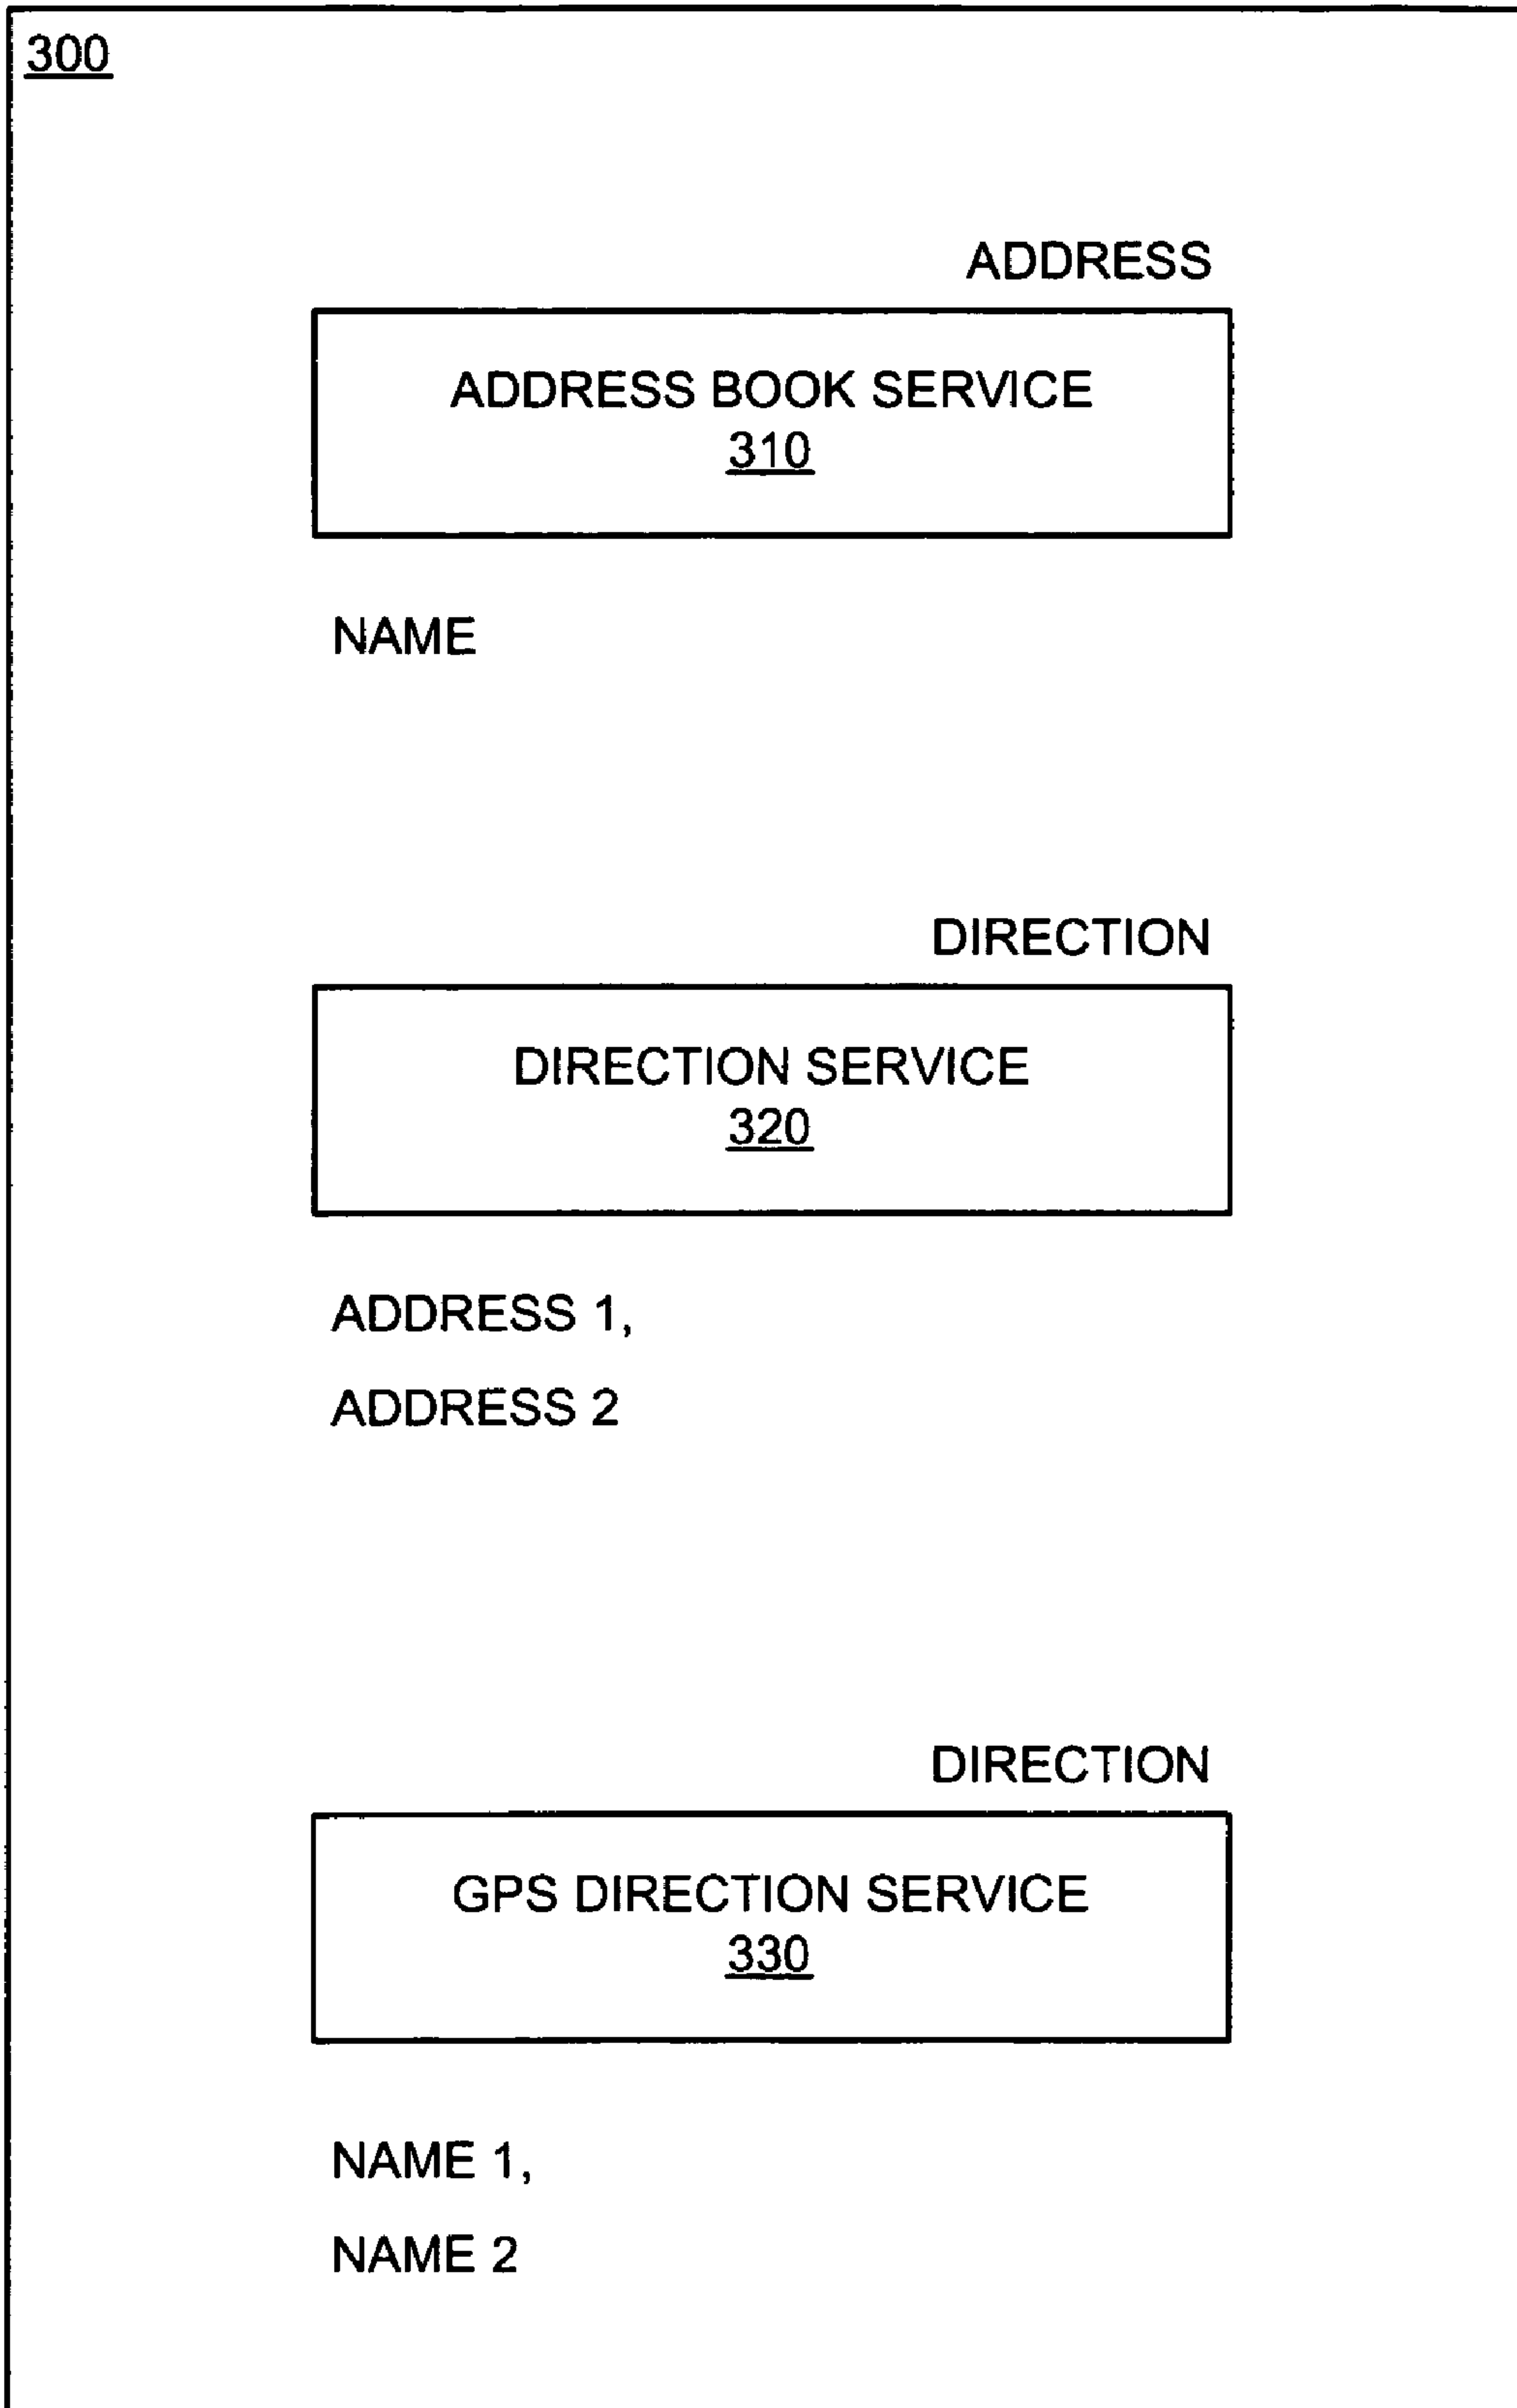 300
ADDRESS
ADDRESS BOOK SERVICE
310
NAME
DIRECTION
DIRECTION SERVICE
320
ADDRESS 1,
ADDRESS 2
DIRECTION
GPS DIRECTION SERVICE
330
NAME 1,
NAME 2